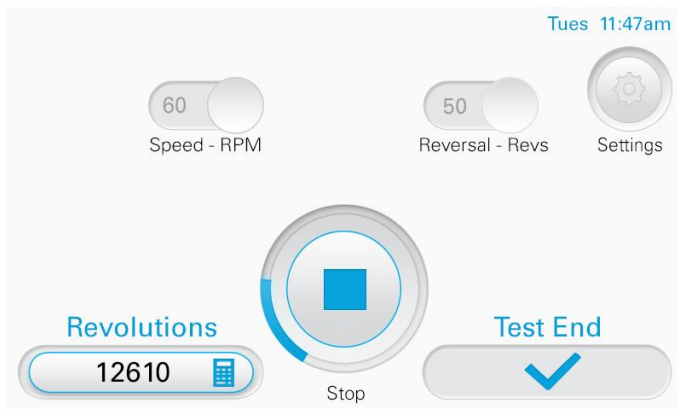 Tues 11:47am
60
50
Speed - RPM
Reversal - Revs
Settings
Revolutions
Test End
12610
Stop